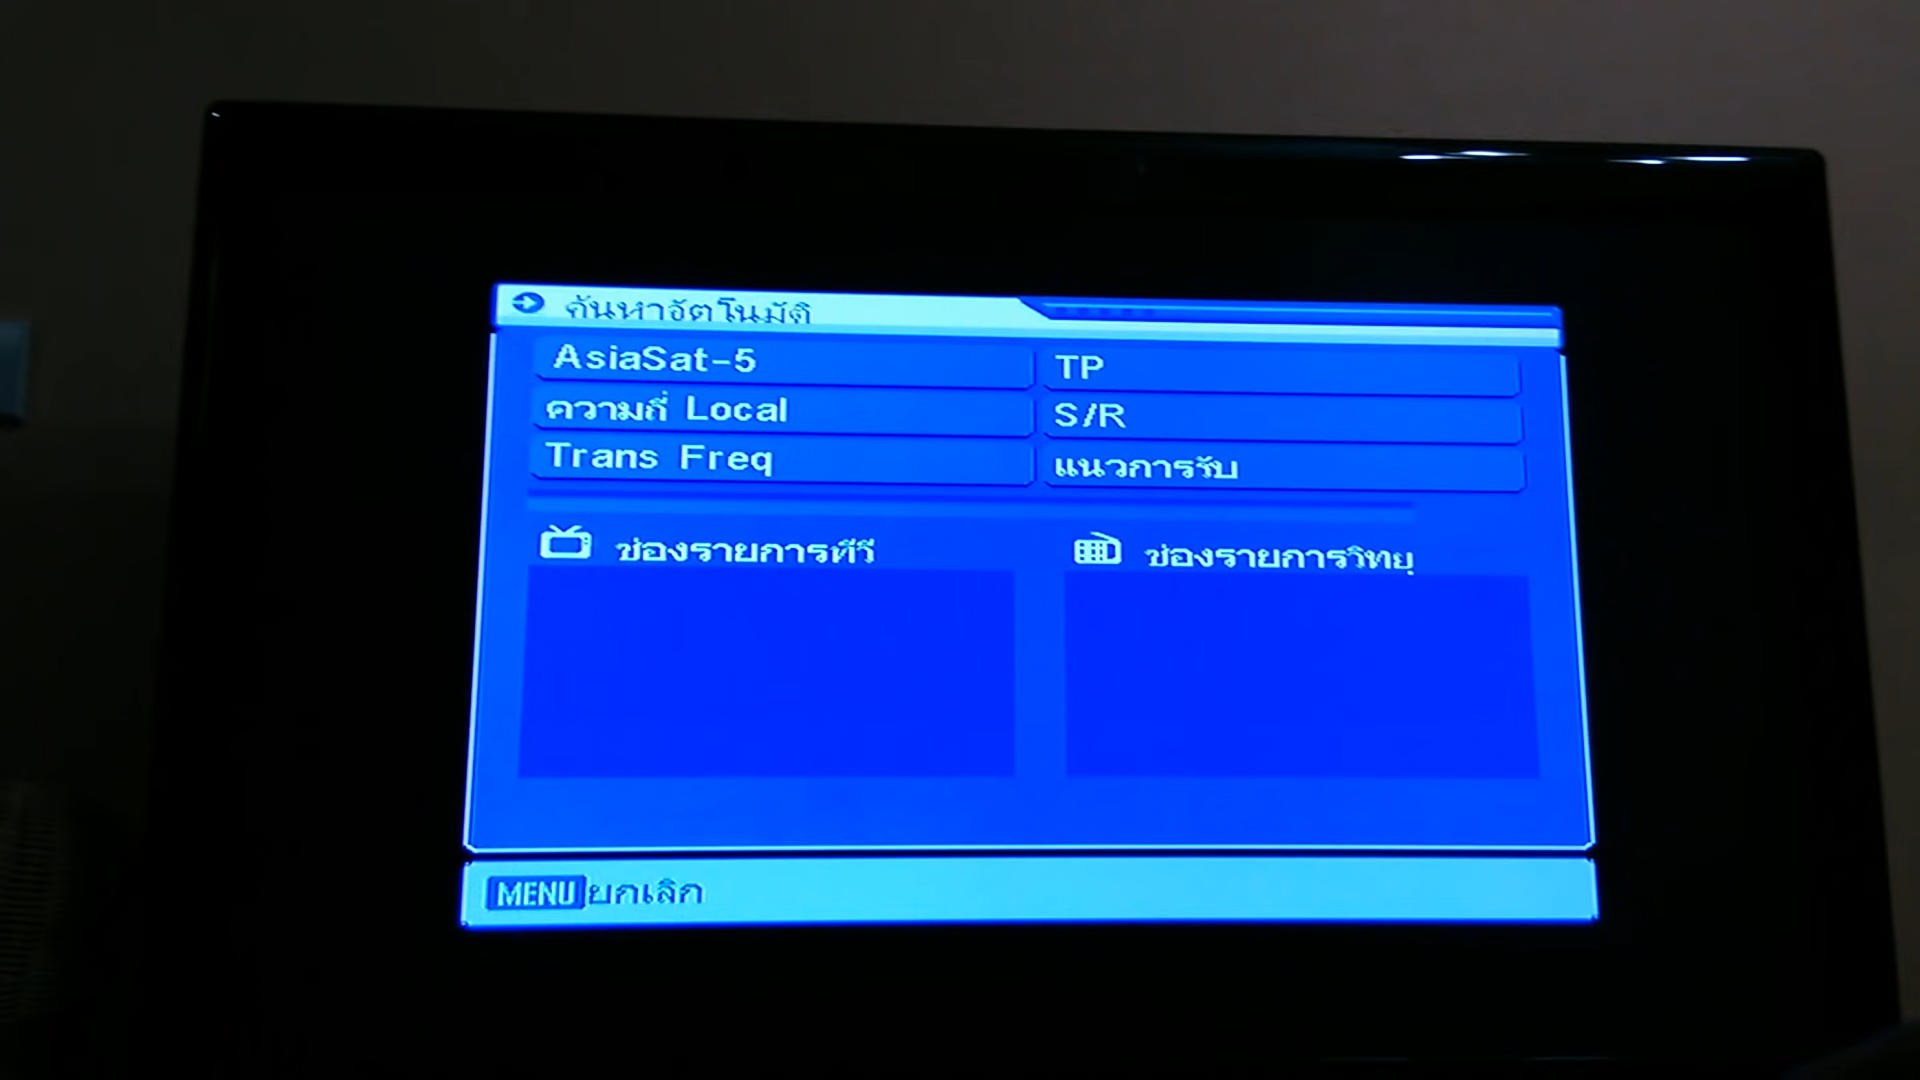 ค้นหาอัตโนมัติ
AsiaSat-5
TP
ความถี่ Local
S/R
Trans Freq
แนวการรับ
ช่องรายการทีวี
ช่องรายการวิทยุ
MENU ยกเลิก